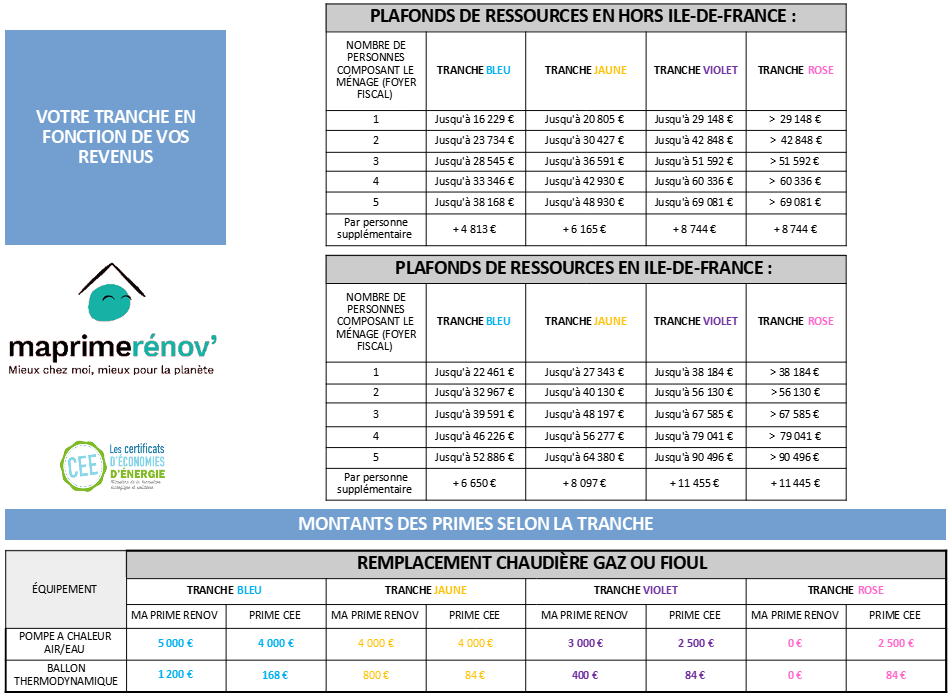 PLAFONDS DE RESSOURCES EN HORS ILE-DE-FRANCE :
VOTRE TRANCHE EN
FONCTION DE VOS
REVENUS
NOMBRE DE
PERSONNES
COMPOSANT LE
MÉNAGE (FOYER
FISCAL)
TRANCHE BLEU TRANCHE JAUNE TRANCHE VIOLET TRANCHE ROSE
1 Jusqu'à 16 229 € Jusqu'à 20 805 € Jusqu'à 29 148 € > 29 148 €
2 Jusqu'à 23 734 € Jusqu'à 30 427 € Jusqu'à 42 848 € > 42 848 €
3 Jusqu'à 28 545 € Jusqu'à 36 591 € Jusqu'à 51 592 € > 51 592 €
4 Jusqu'à 33 346 € Jusqu'à 42 930 € Jusqu'à 60 336 € > 60 336 €
5 Jusqu'à 38 168 € Jusqu'à 48 930 € Jusqu'à 69 081 € > 69 081 €
Par personne
supplémentaire
+ 4 813 € + 6 165 € + 8 744 € + 8 744 €
maprimerénov'
Mieux chez moi, mieux pour la planète
PLAFONDS DE RESSOURCES EN ILE-DE-FRANCE :
NOMBRE DE
PERSONNES
COMPOSANT LE
MÉNAGE (FOYER
FISCAL)
TRANCHE BLEU TRANCHE JAUNE TRANCHE VIOLET TRANCHE ROSE
1 Jusqu'à 22 461 € Jusqu'à 27 343 € Jusqu'à 38 184 € > 38 184 €
2 Jusqu'à 32 967 € Jusqu'à 40 130 € Jusqu'à 56 130 € > 56 130 €
3 Jusqu'à 39 591 € Jusqu'à 48 197 € Jusqu'à 67 585 € > 67 585 €
4 Jusqu'à 46 226 € Jusqu'à 56 277 € Jusqu'à 79 041 € > 79 041 €
5 Jusqu'à 52 886 € Jusqu'à 64 380 € Jusqu'à 90 496 € > 90 496 €
Par personne
supplémentaire
+ 6 650 € + 8 097 € + 11 455 € + 11 445 €
CEE
Les certificats
D'ÉCONOMIES
D'ÉNERGIE
MONTANTS DES PRIMES SELON LA TRANCHE
ÉQUIPEMENT
REMPLACEMENT CHAUDIÈRE GAZ OU FIOUL
TRANCHE BLEU TRANCHE JAUNE TRANCHE VIOLET TRANCHE ROSE
MA PRIME RENOV PRIME CEE MA PRIME RENOV PRIME CEE MA PRIME RENOV PRIME CEE MA PRIME RENOV PRIME CEE
POMPE A CHALEUR
AIR/EAU
5 000 € 4 000 € 4 000 € 4 000 € 3 000 € 2 500 € 0 € 2 500 €
BALLON
THERMODYNAMIQUE
1 200 € 168 € 800 € 84 € 400 € 84 € 0 € 84 €